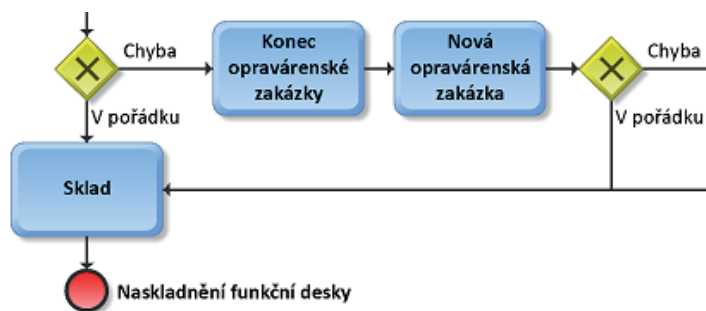 Chyba
Konec
opravárenské
zakázky
Nová
opravárenská
zakázka
Chyba
V pořádku
V pořádku
Sklad
Naskladnění funkční desky